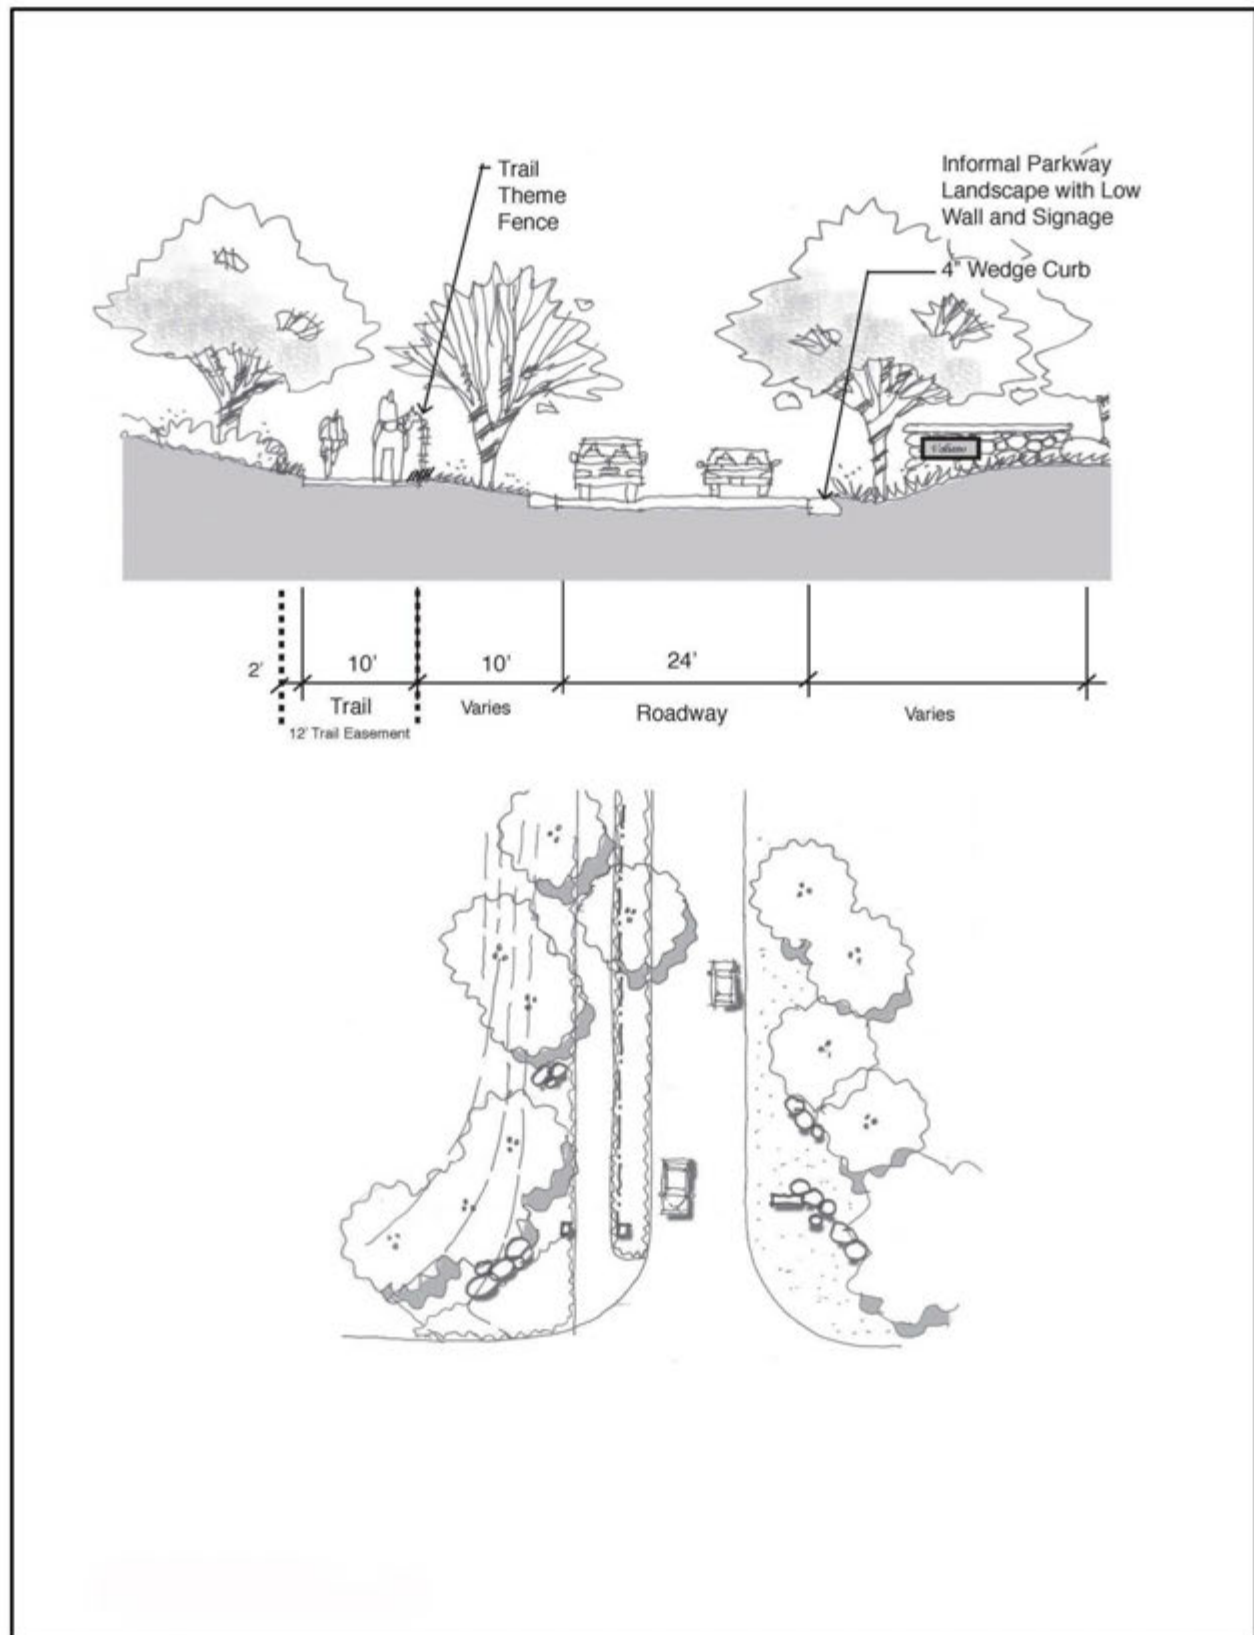 Trail
Theme
Fence
Informal Parkway
Landscape with Low
Wall and Signage
4" Wedge Curb
2'
10'
10'
24'
Trail
Varies
Roadway
Varies
12' Trail Easement